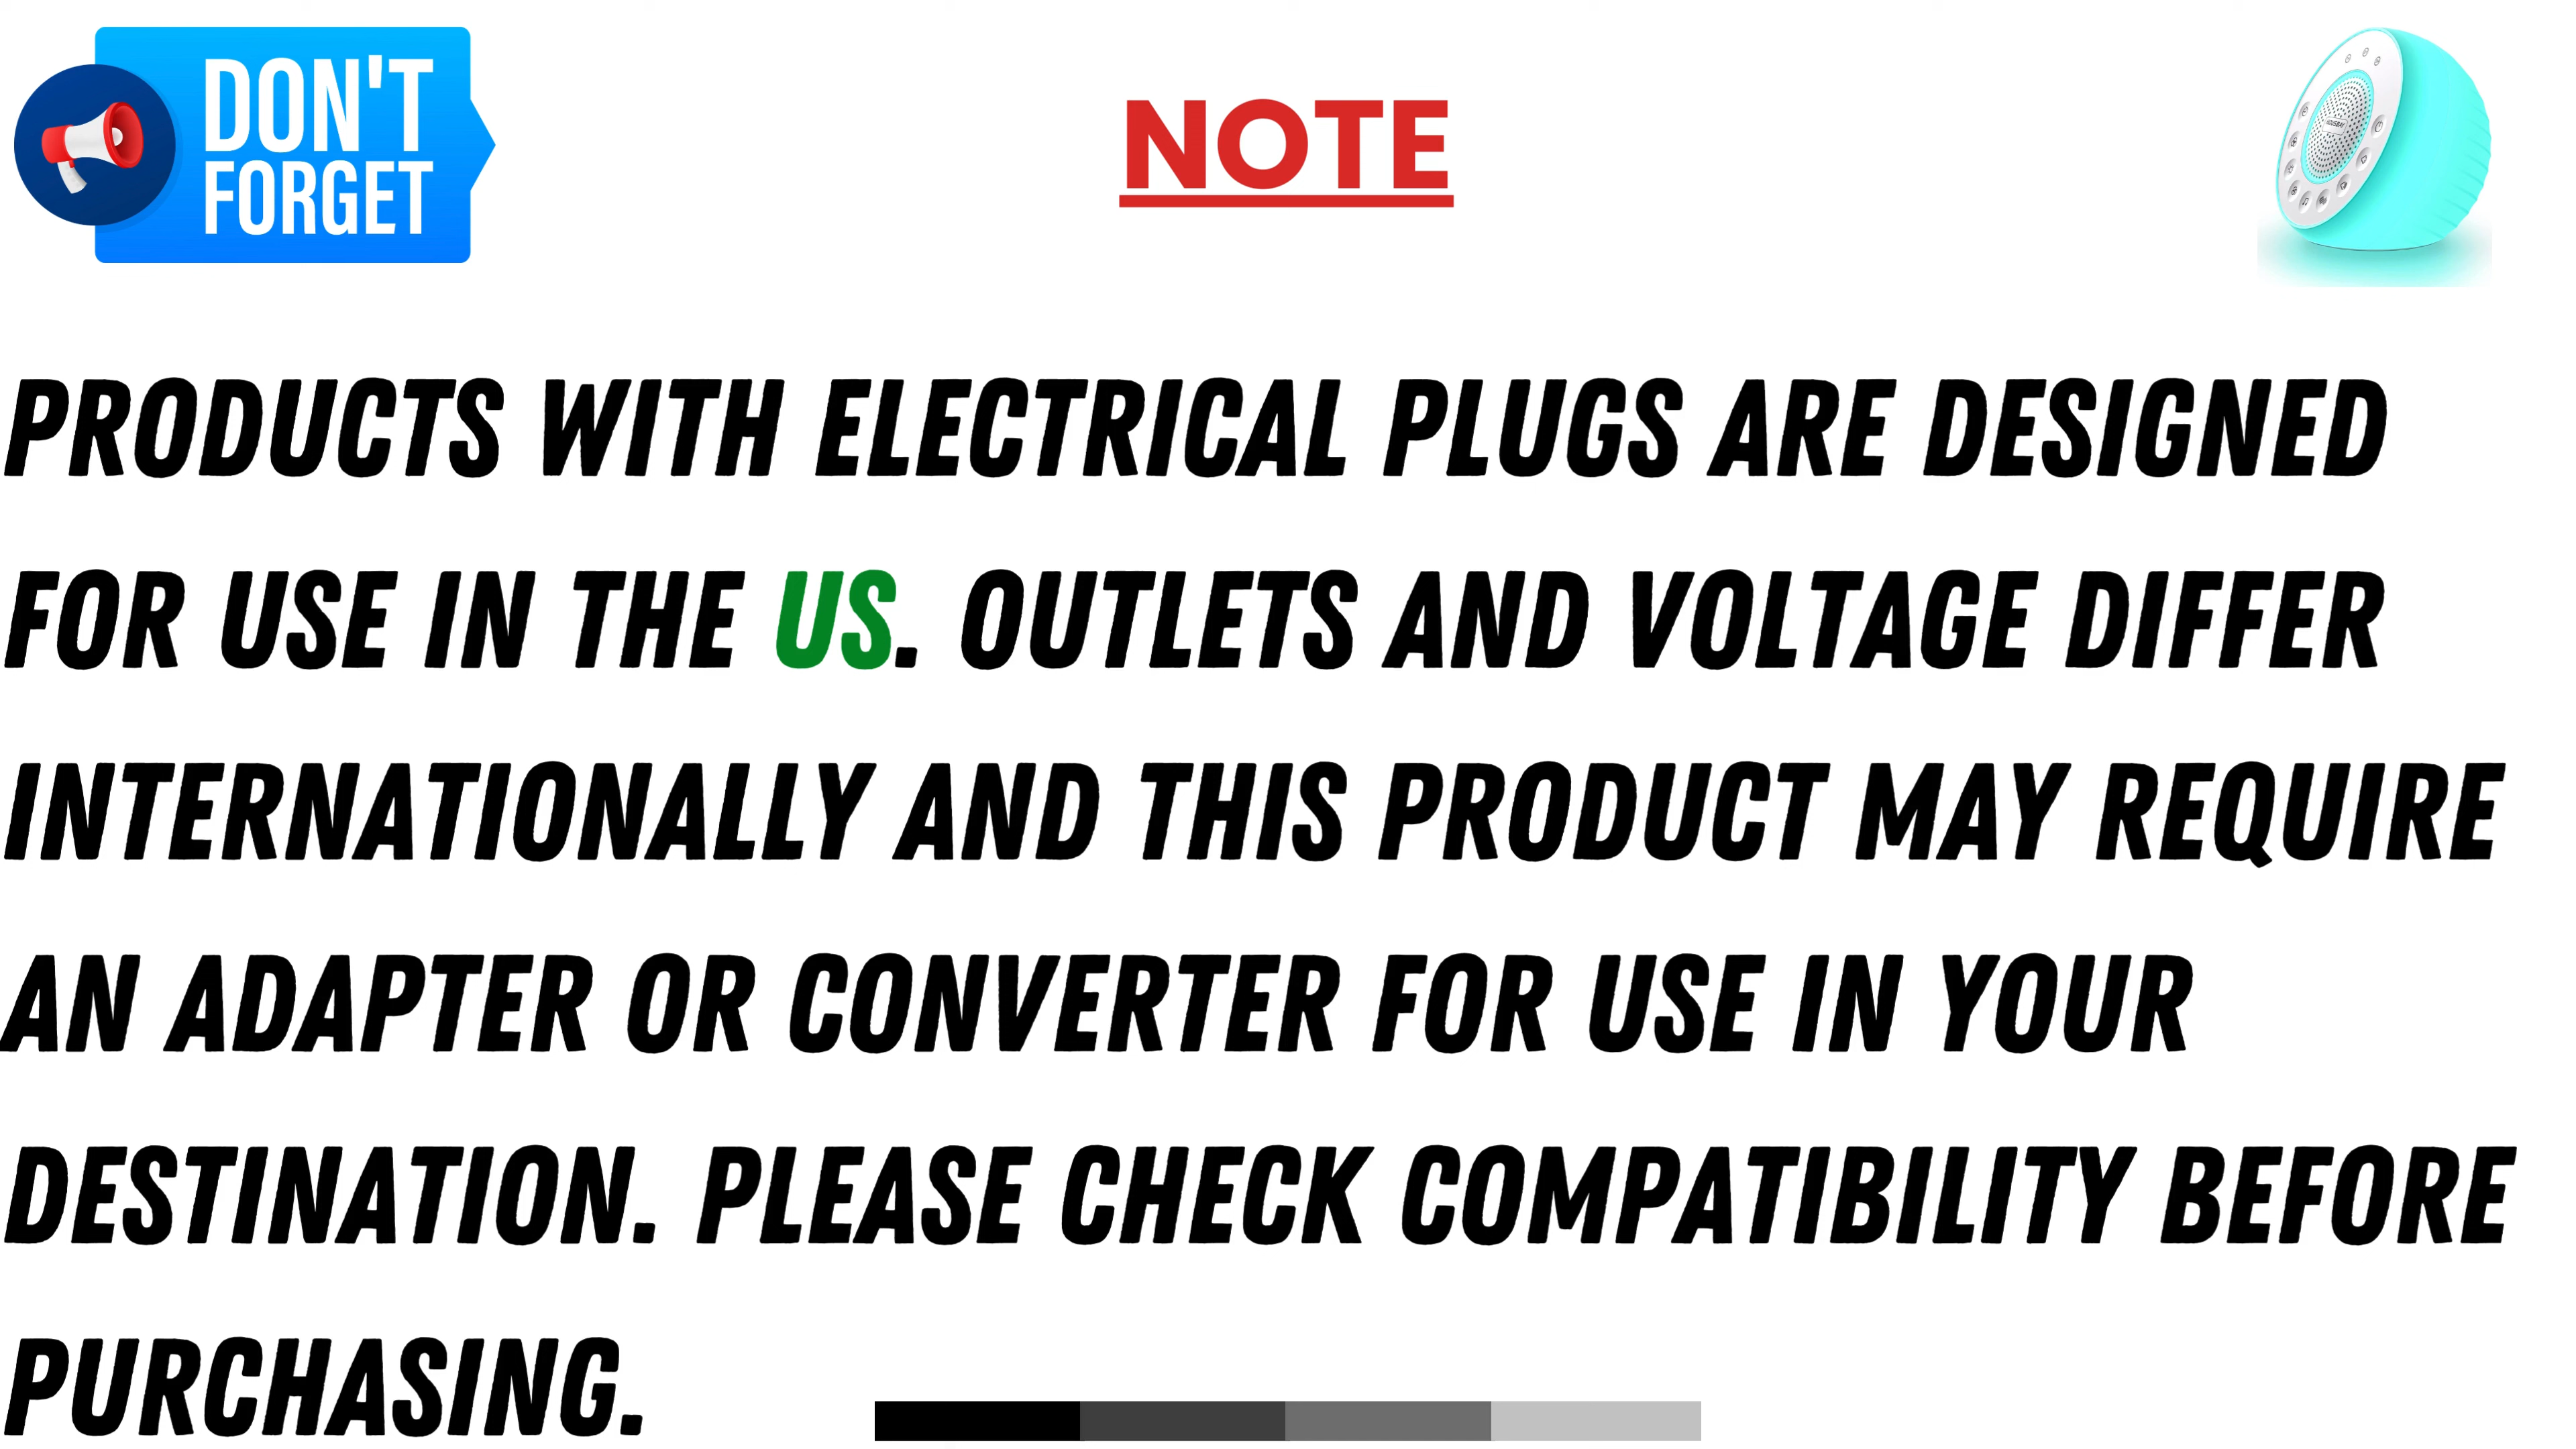 DON'T
FORGET
NOTE
PRODUCTS WITH ELECTRICAL PLUGS ARE DESIGNED
FOR USE IN THE US. OUTLETS AND VOLTAGE DIFFER
INTERNATIONALLY AND THIS PRODUCT MAY REQUIRE
AN ADAPTER OR CONVERTER FOR USE IN YOUR
DESTINATION. PLEASE CHECK COMPATIBILITY BEFORE
PURCHASING.